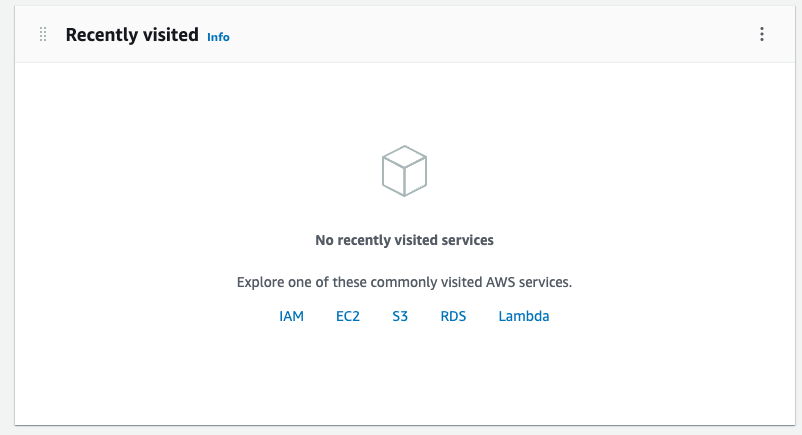 Recently visited Info
No recently visited services
Explore one of these commonly visited AWS services.
IAM EC2 S3 RDS Lambda